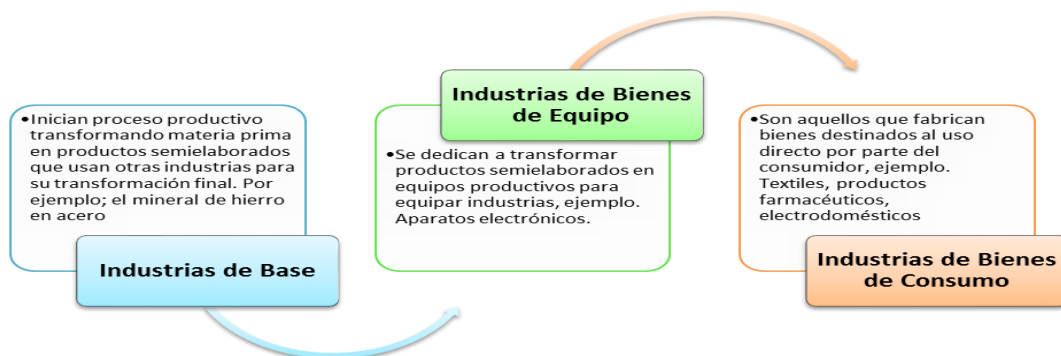 •Inician proceso productivo
transformando materia prima
en productos semielaborados
que usan otras industrias para
su transformación final. Por
ejemplo; el mineral de hierro
en acero
Industrias de Base
Industrias de Bienes
de Equipo
•Se dedican a transformar
productos semielaborados en
equipos productivos para
equipar industrias, ejemplo.
Aparatos electrónicos.
•Son aquellos que fabrican
bienes destinados al uso
directo por parte del
consumidor, ejemplo.
Textiles, productos
farmacéuticos,
electrodomésticos
Industrias de Bienes
de Consumo